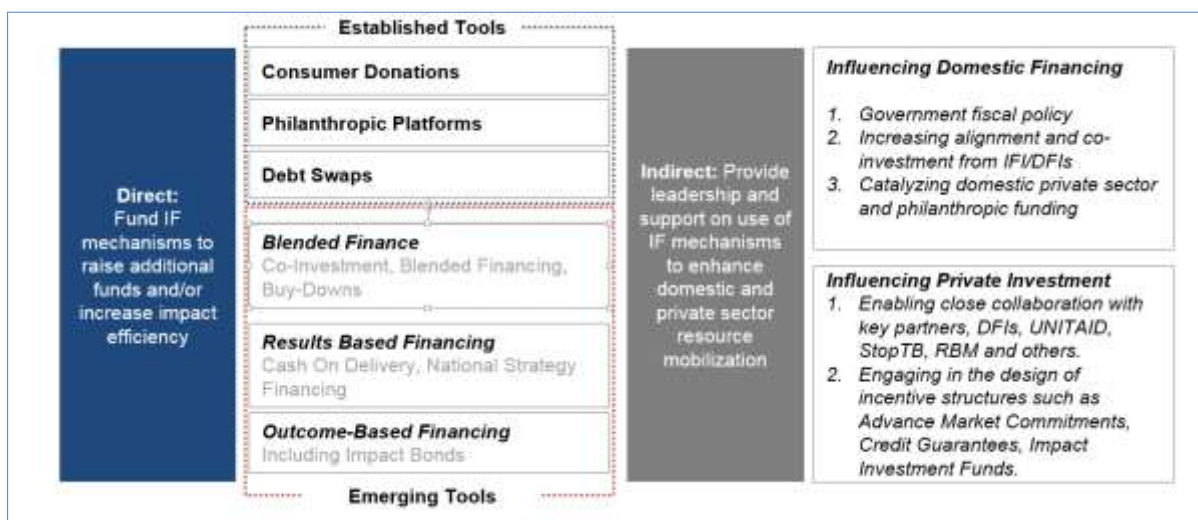 Direct:
Fund IF
mechanisms to
raise additional
funds and/or
increase impact
efficiency
Established Tools
Consumer Donations
Philanthropic Platforms
Debt Swaps
Blended Finance
Co-Investment, Blended Financing,
Buy-Downs
Results Based Financing
Cash On Delivery, National Strategy
Financing
Outcome-Based Financing
Including Impact Bonds
Emerging Tools
Indirect: Provide
leadership and
support on use of
IF mechanisms
to enhance
domestic and
private sector
resource
mobilization
Influencing Domestic Financing
1. Government fiscal policy
2. Increasing alignment and co-
investment from IFI/DFIs
3. Catalyzing domestic private sector
and philanthropic funding
Influencing Private Investment
1. Enabling close collaboration with
key partners, DFIs, UNITAID,
StopTB, RBM and others.
2. Engaging in the design of
incentive structures such as
Advance Market Commitments,
Credit Guarantees, Impact
Investment Funds.